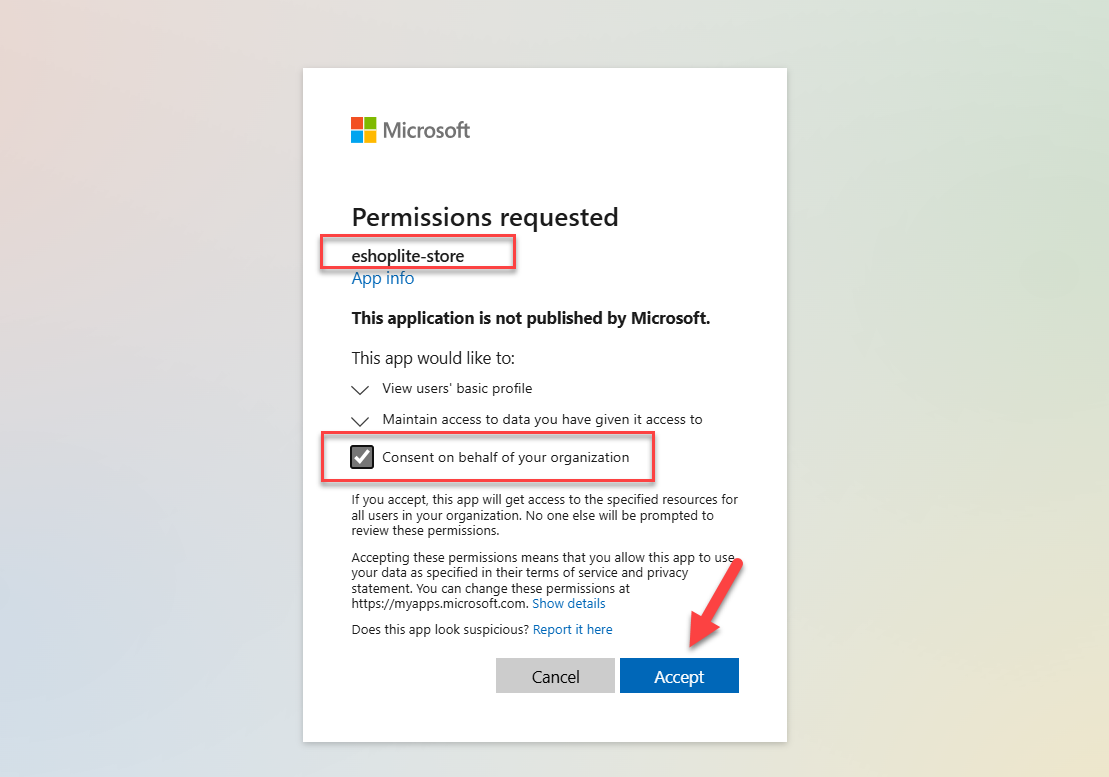 Microsoft
Permissions requested
eshoplite-store
App info
This application is not published by Microsoft.
This app would like to:
View users' basic profile
Maintain access to data you have given it access to
Consent on behalf of your organization
If you accept, this app will get access to the specified resources for
all users in your organization. No one else will be prompted to
review these permissions.
Accepting these permissions means that you allow this app to use
your data as specified in their terms of service and privacy
statement. You can change these permissions at
https://myapps.microsoft.com. Show details
Does this app look suspicious? Report it here
Cancel Accept